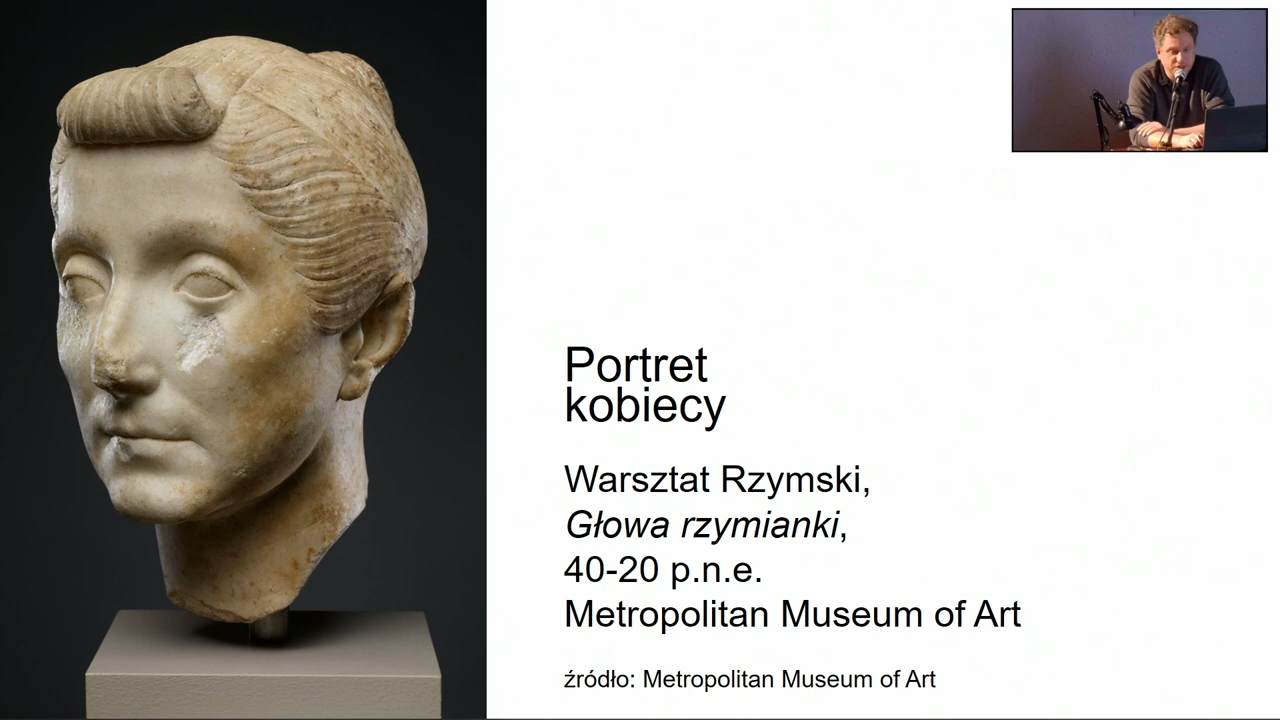 Portret
kobiecy
Warsztat Rzymski,
Głowa rzymianki,
40-20 p.n.e.
Metropolitan Museum of Art
źródło: Metropolitan Museum of Art